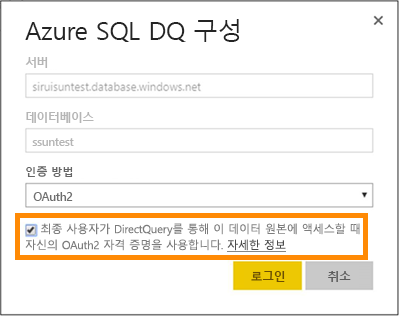 Azure SQL DQ 구성
서버
siruisuntest.database.windows.net
데이터베이스
ssuntest
인증 방법
OAuth2
최종 사용자가 DirectQuery를 통해 이 데이터 원본에 액세스할 때
자신의 OAuth2 자격 증명을 사용합니다. 자세한 정보
로그인 취소